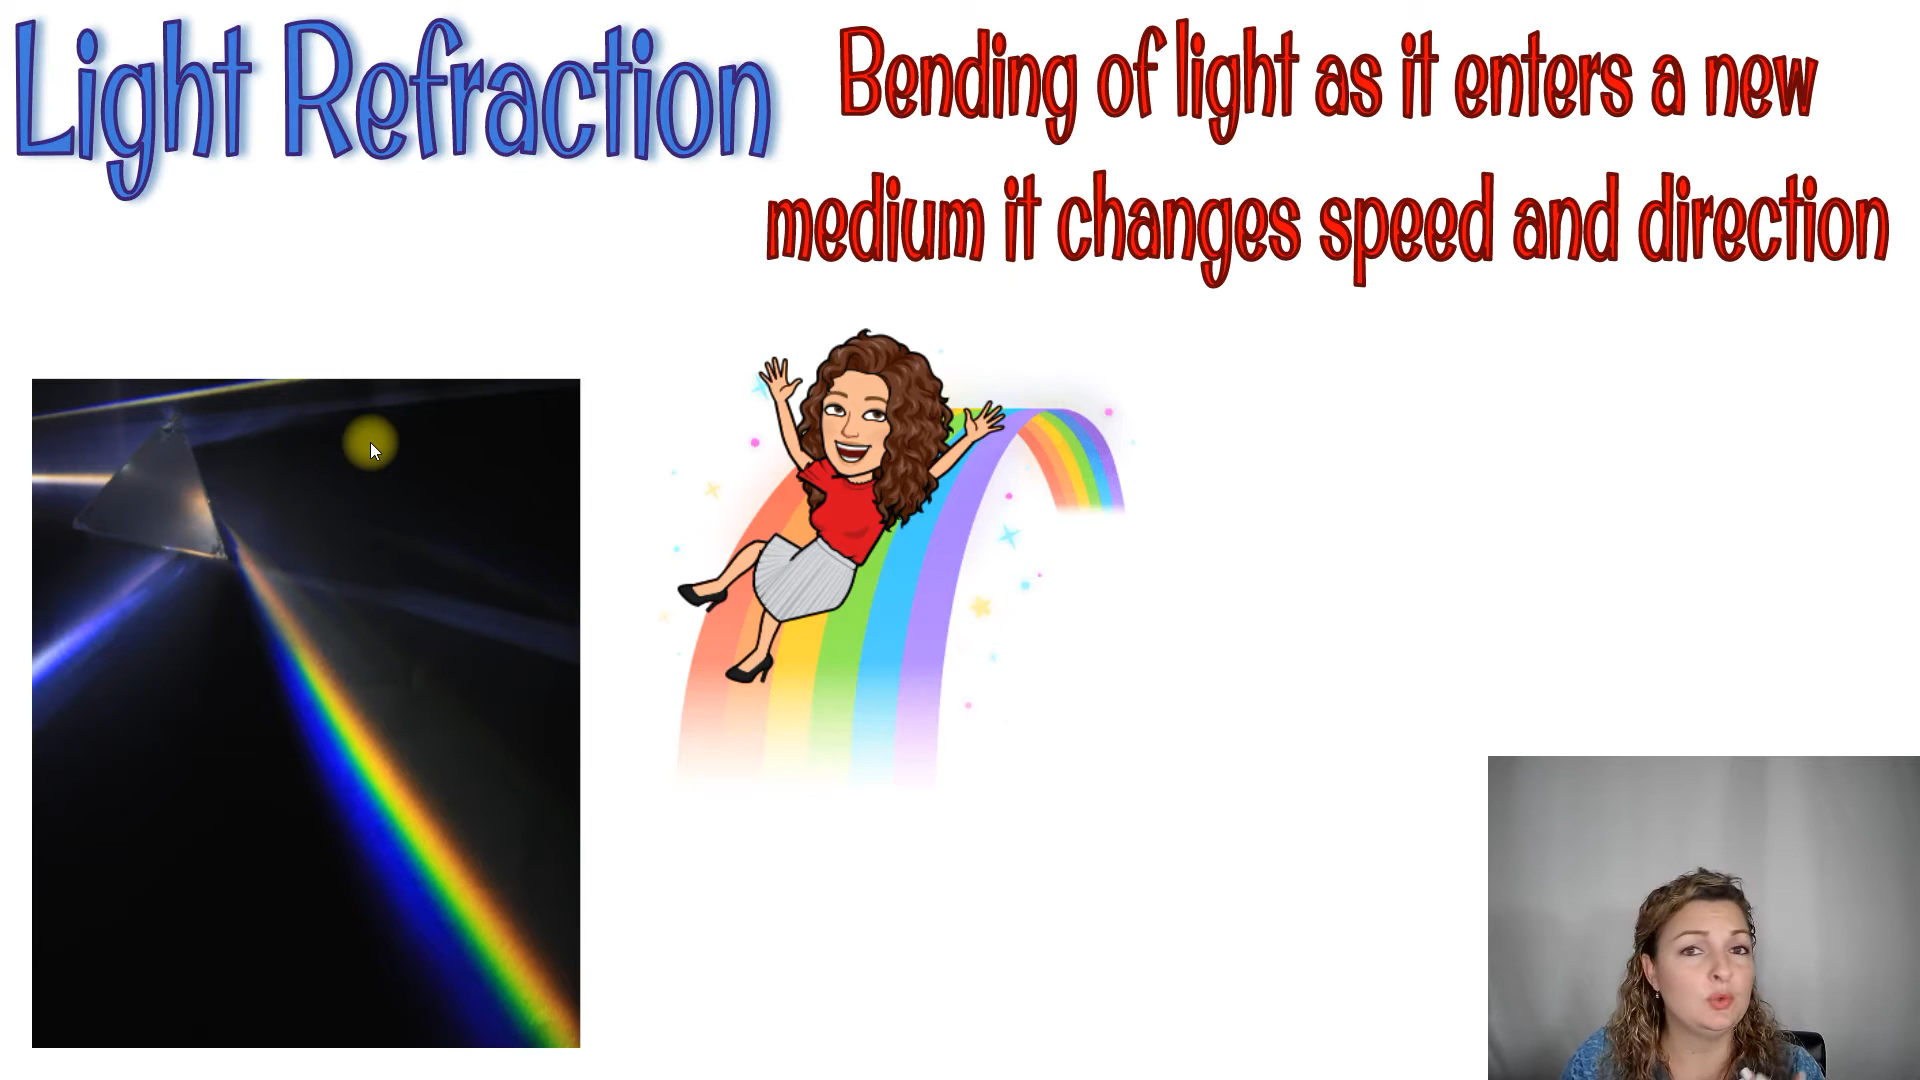 Light Refraction
Bending of light as it enters a new
medium it changes speed and direction